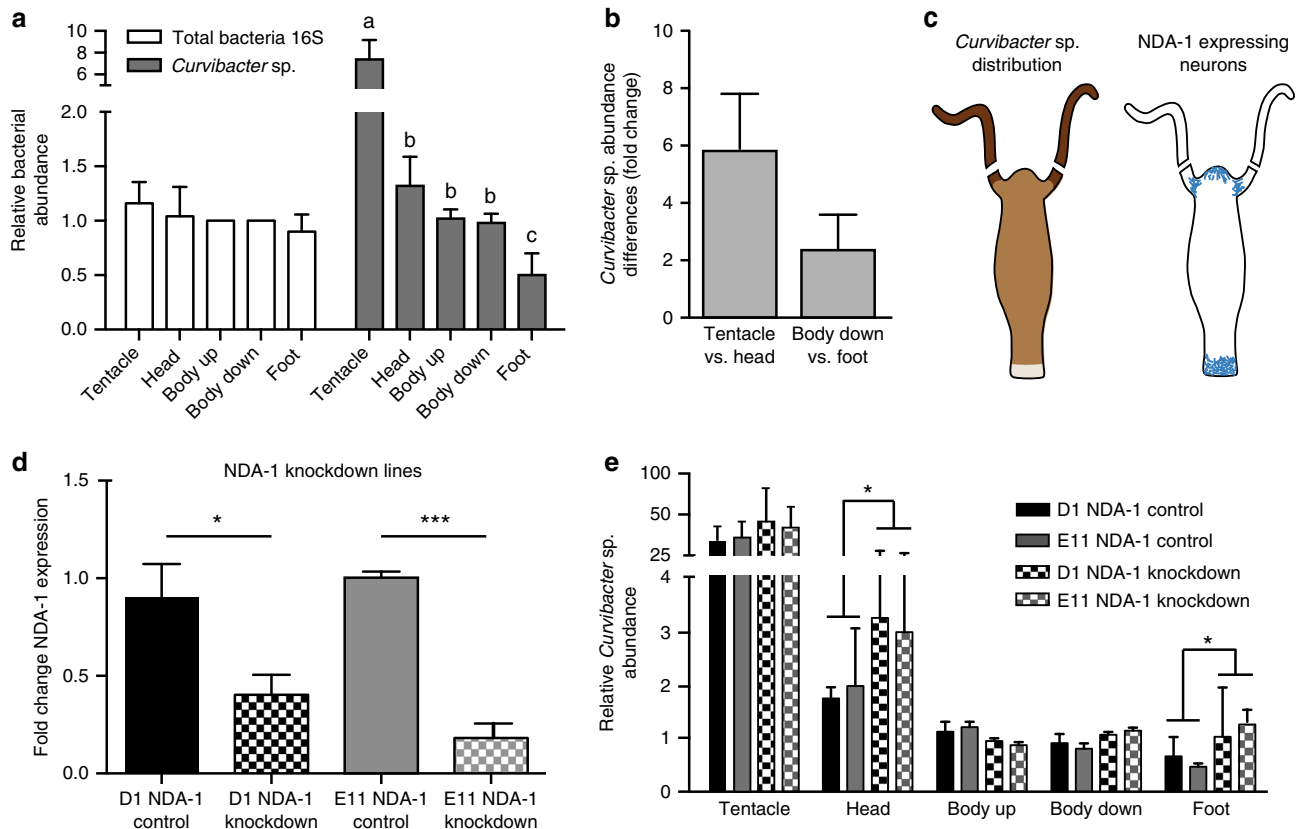 a
Relative bacterial
abundance
10
8
6
2.0
1.5
1.0
0.5
0.0
Total bacteria 16S
Curvibacter sp.
a
b
b
b
c
Tentacle
Head
Body up
Body down
Foot
Tentacle
Head
Body up
Body down
Foot
b
Curvibacter sp. abundance
differences (fold change)
10
8
6
4
2
0
Tentacle
vs. head
Body down
vs. foot
c
Curvibacter sp.
distribution
NDA-1 expressing
neurons
d
NDA-1 knockdown lines
Fold change NDA-1 expression
1.5
1.0
0.5
0.0
*
***
D1 NDA-1
control
D1 NDA-1
knockdown
E11 NDA-1
control
E11 NDA-1
knockdown
e
Relative Curvibacter sp.
abundance
100
50
25
4
3
2
1
0
*
*
D1 NDA-1 control
E11 NDA-1 control
D1 NDA-1 knockdown
E11 NDA-1 knockdown
Tentacle
Head
Body up
Body down
Foot